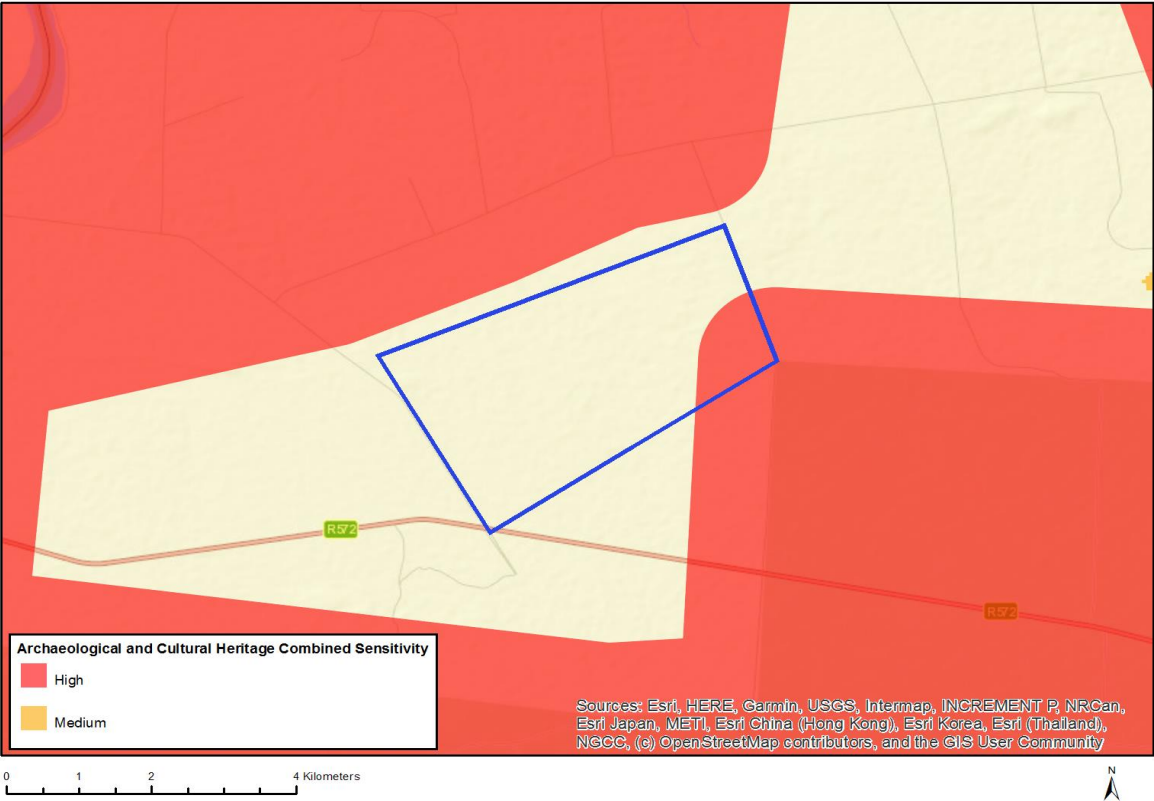 R572
R572
Archaeological and Cultural Heritage Combined Sensitivity
High
Medium
Sources: Esri, HERE, Garmin, USGS, Intermap, INCREMENT P, NRCan,
Esri Japan, METI, Esri China (Hong Kong), Esri Korea, Esri (Thailand),
NGCC, (c) OpenStreetMap contributors, and the GIS User Community
0 1 2 4 Kilometers
N